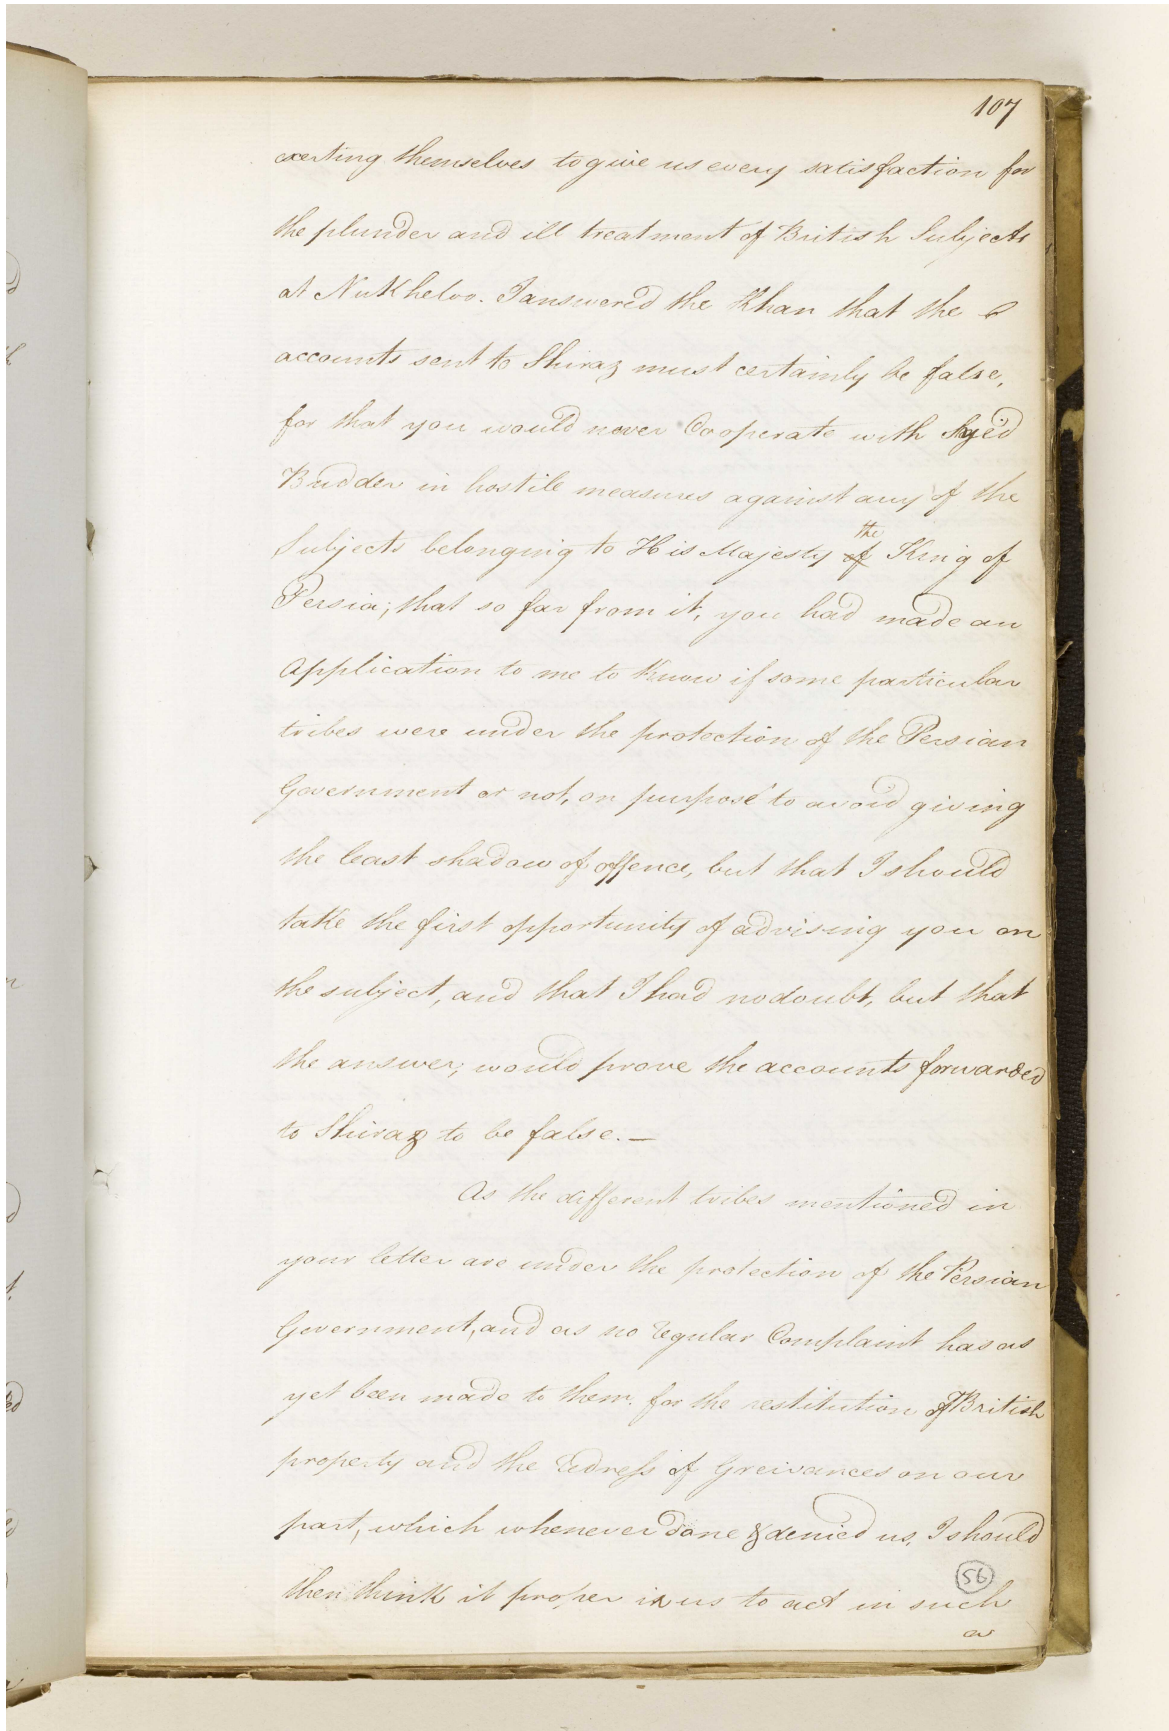 107
exerting themselves to give us every satisfaction for
the plunder and ill treatment of British Subjects
at Nukheloo. I answered the Khan that the
accounts sent to Shiraz must certainly be false,
for that you would never Cooperate with Syed
Budder in hostile measures against any of the
Subjects belonging to His Majesty of the King of
Persia; that so far from it, you had made an
Application to me to Know if some particular
tribes were under the protection of the Persian
Government or not, on purpose to avoid giving
the least shadow of offence, but that I should
take the first opportunity of advising you on
the subject, and that I had no doubt, but that
the answer, would prove the accounts forwarded
to Shiraz to be false. —
As the different tribes mentioned in
your letter are under the protection of the Persian
Government, and as no regular Complaint has as
yet been made to them for the restitution of British
property and the Redress of Greivances on our
part, which whenever done & denied us, I should
then think it proper in us to act in such
56
a